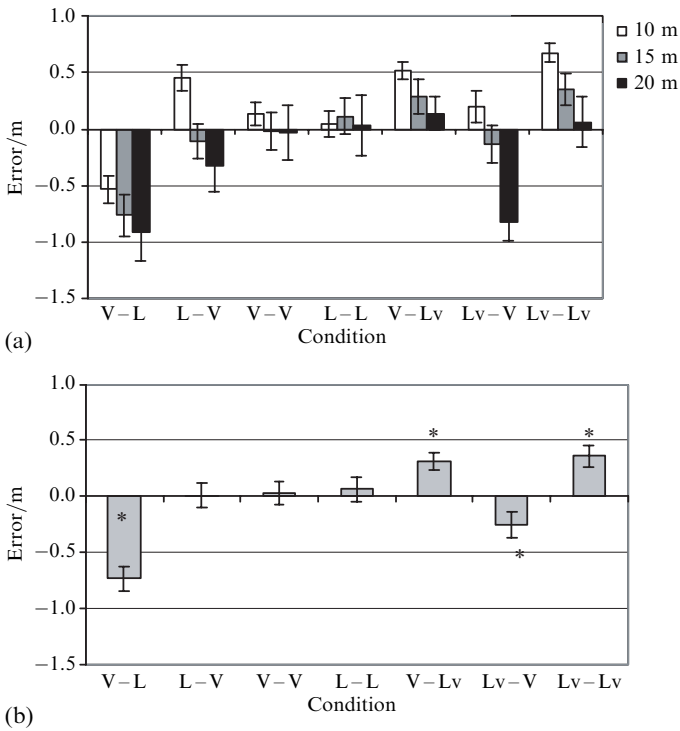 1.0
0.5
0.0
−0.5
−1.0
−1.5
Error/m
10 m
15 m
20 m
V – L L – V V – V L – L V – Lv Lv – V Lv – Lv
Condition
(a)
1.0
0.5
0.0
−0.5
−1.0
−1.5
Error/m
*
*
*
*
V – L L – V V – V L – L V – Lv Lv – V Lv – Lv
Condition
(b)